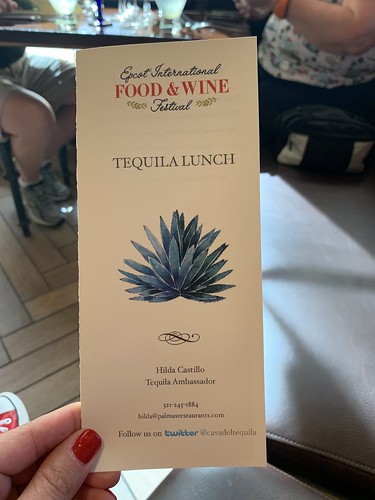 Epcot International
FOOD & WINE
Festival
TEQUILA LUNCH
Hilda Castillo
Tequila Ambassador
321-245-1884
hilda@palmasrestaurants.com
Follow us on twitter @cavadeltequila